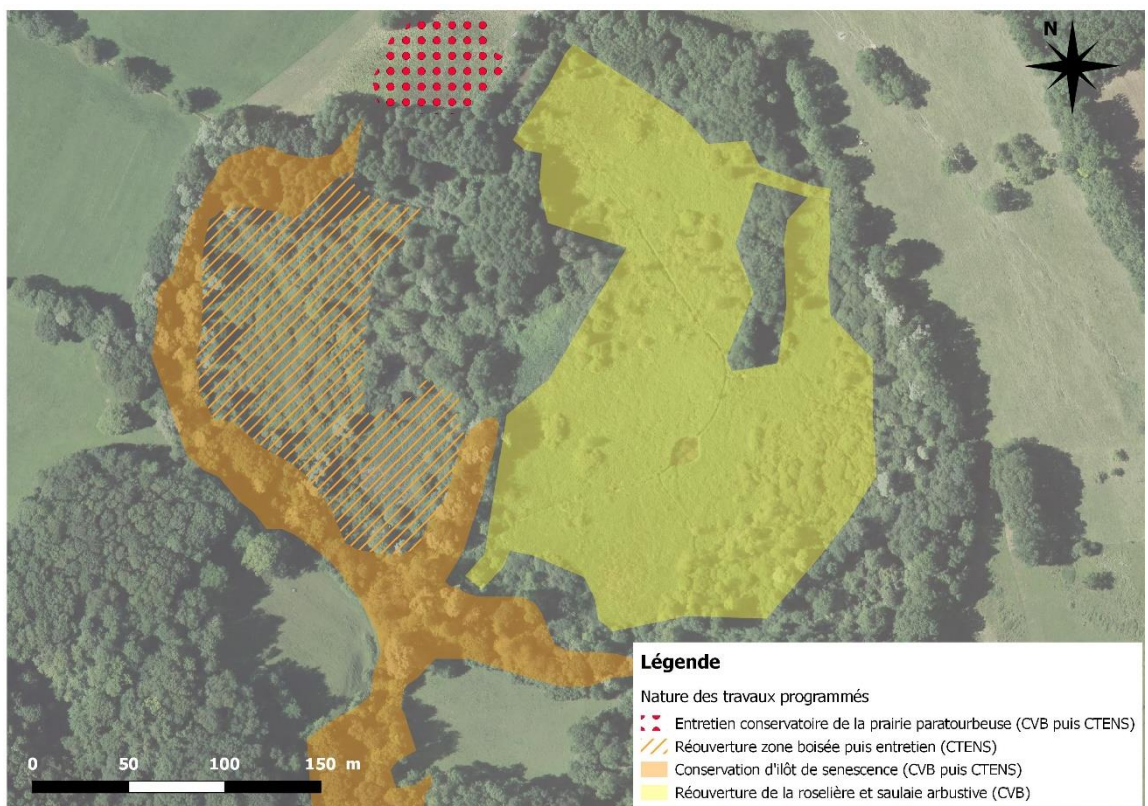 N
Légende
Nature des travaux programmés
Entretien conservatoire de la prairie paratourbeuse (CVB puis CTENS)
Réouverture zone boisée puis entretien (CTENS)
Conservation d'ilôt de senescence (CVB puis CTENS)
Réouverture de la roselière et saulaie arbustive (CVB)
0 50 100 150 m